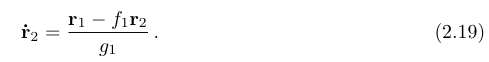 ṙ₂ = (r₁ − f₁r₂) / g₁ . (2.19)